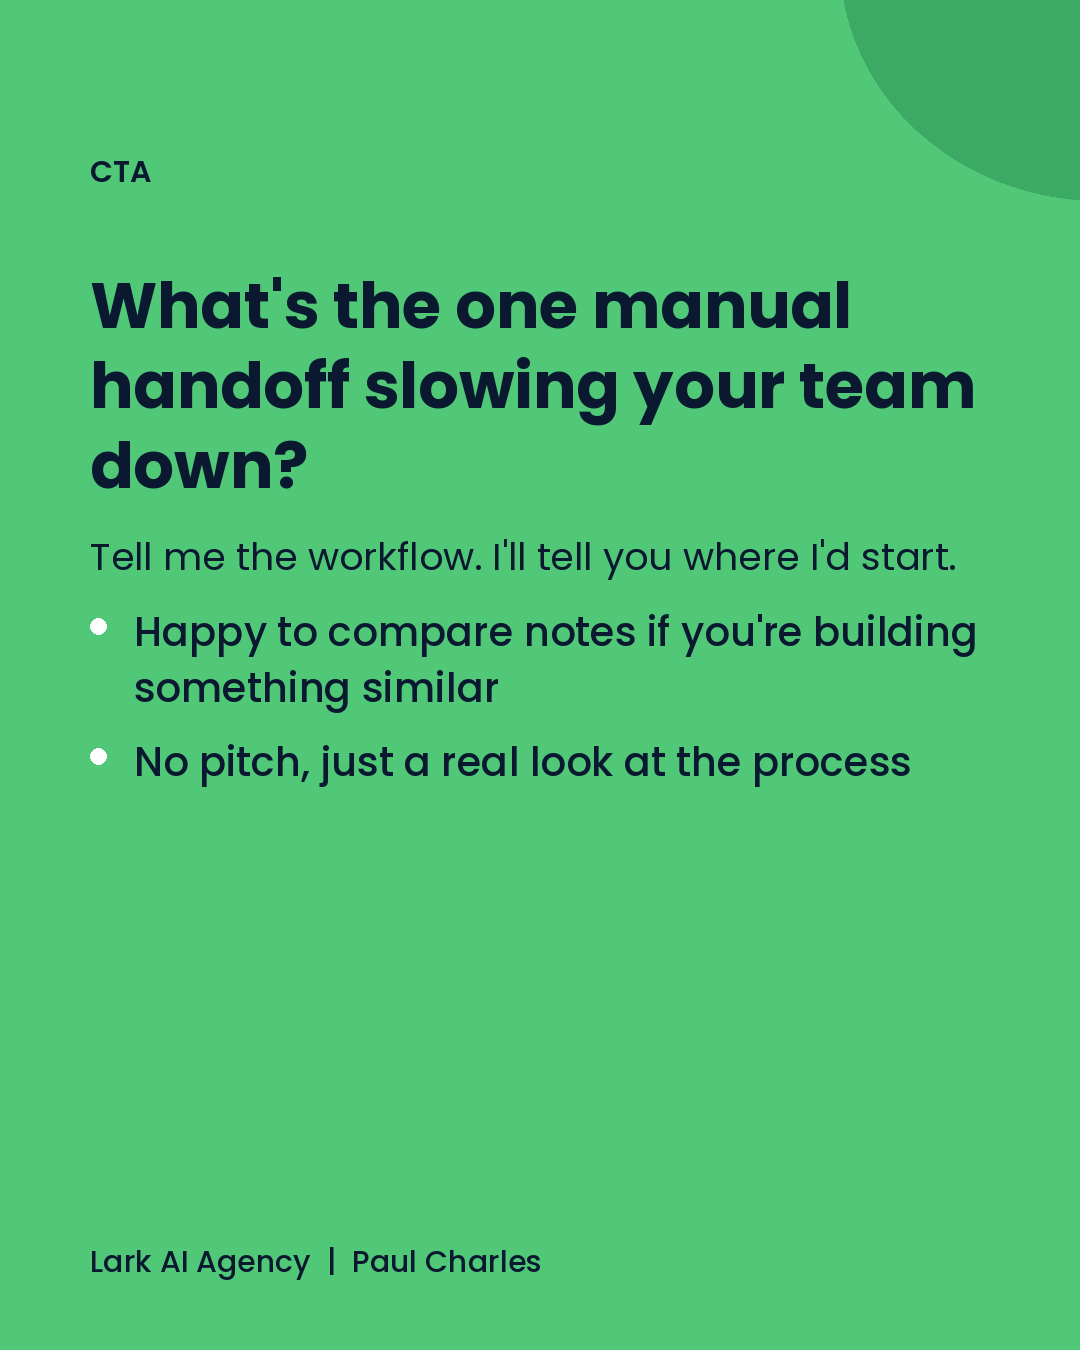 CTA
What's the one manual
handoff slowing your team
down?
Tell me the workflow. I'll tell you where I'd start.
Happy to compare notes if you're building
something similar
No pitch, just a real look at the process
Lark AI Agency | Paul Charles